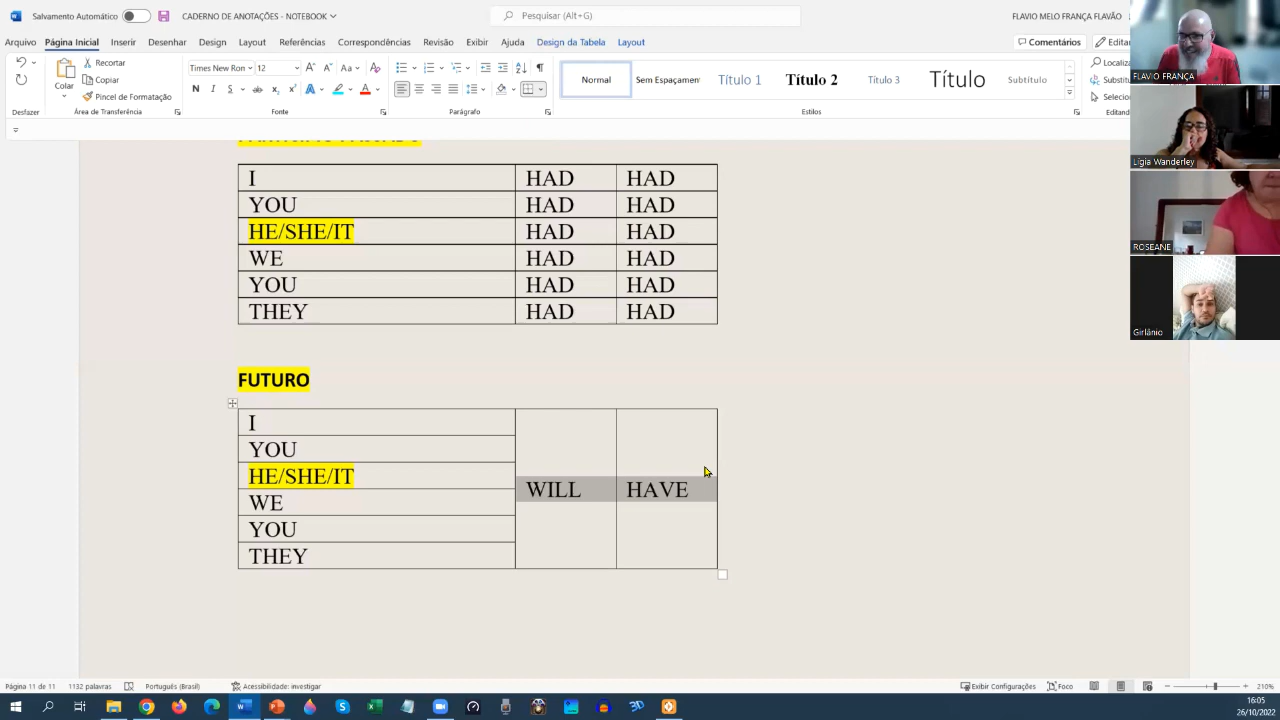 Salvamento Automático
CADERNO DE ANOTAÇÕES - NOTEBOOK
Pesquisar (Alt+G)
FLAVIO MELO FRANÇA FLAVÃO
Arquivo Página Inicial Inserir Desenhar Design Layout Referências Correspondências Revisão Exibir Ajuda Design da Tabela Layout
Comentários
Recortar
Copiar
Pincel de Formatação
Colar
Desfazer
Área de Transferência
Times New Ron 12
Fonte
Parágrafo
Normal
Sem Espaçamen
Título 1
Título 2
Título 3
Título
Subtítulo
Estilos
FLAVIO FRANÇA
Lígia Wanderley
ROSEANE
Girlânio
I HAD HAD
YOU HAD HAD
HE/SHE/IT HAD HAD
WE HAD HAD
YOU HAD HAD
THEY HAD HAD
FUTURO
I
YOU
HE/SHE/IT
WILL HAVE
WE
YOU
THEY
Página 11 de 11 1132 palavras Português (Brasil) Acessibilidade: investigar
Exibir Configurações Foco 210%
16:05
26/10/2022